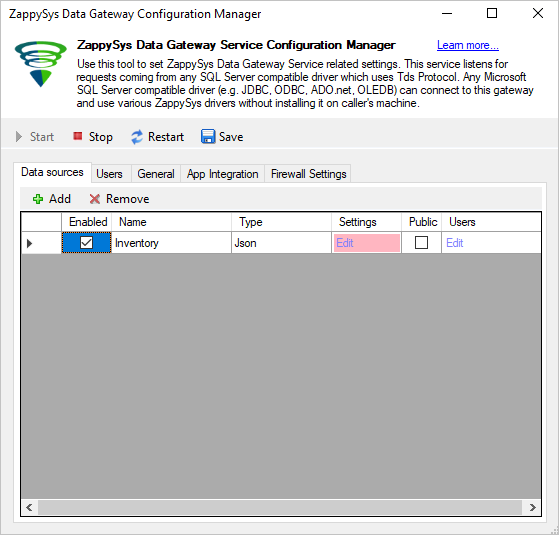 ZappySys Data Gateway Configuration Manager
ZappySys Data Gateway Service Configuration Manager Learn more...
Use this tool to set ZappySys Data Gateway Service related settings. This service listens for
requests coming from any SQL Server compatible driver which uses Tds Protocol. Any Microsoft
SQL Server compatible driver (e.g. JDBC, ODBC, ADO.net, OLEDB) can connect to this gateway
and use various ZappySys drivers without installing it on caller's machine.
Start Stop Restart Save
Data sources Users General App Integration Firewall Settings
Add Remove
Enabled Name Type Settings Public Users
Inventory Json Edit Edit